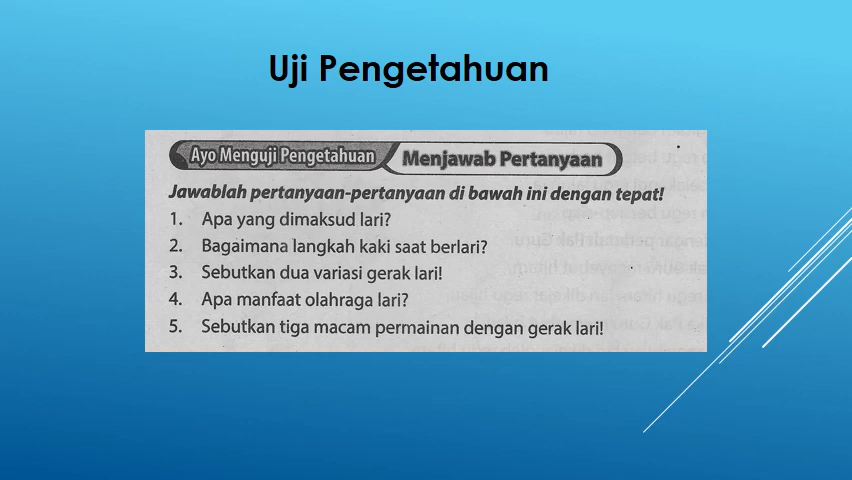 Uji Pengetahuan
Ayo Menguji Pengetahuan Menjawab Pertanyaan
Jawablah pertanyaan-pertanyaan di bawah ini dengan tepat!
1. Apa yang dimaksud lari?
2. Bagaimana langkah kaki saat berlari?
3. Sebutkan dua variasi gerak lari!
4. Apa manfaat olahraga lari?
5. Sebutkan tiga macam permainan dengan gerak lari!